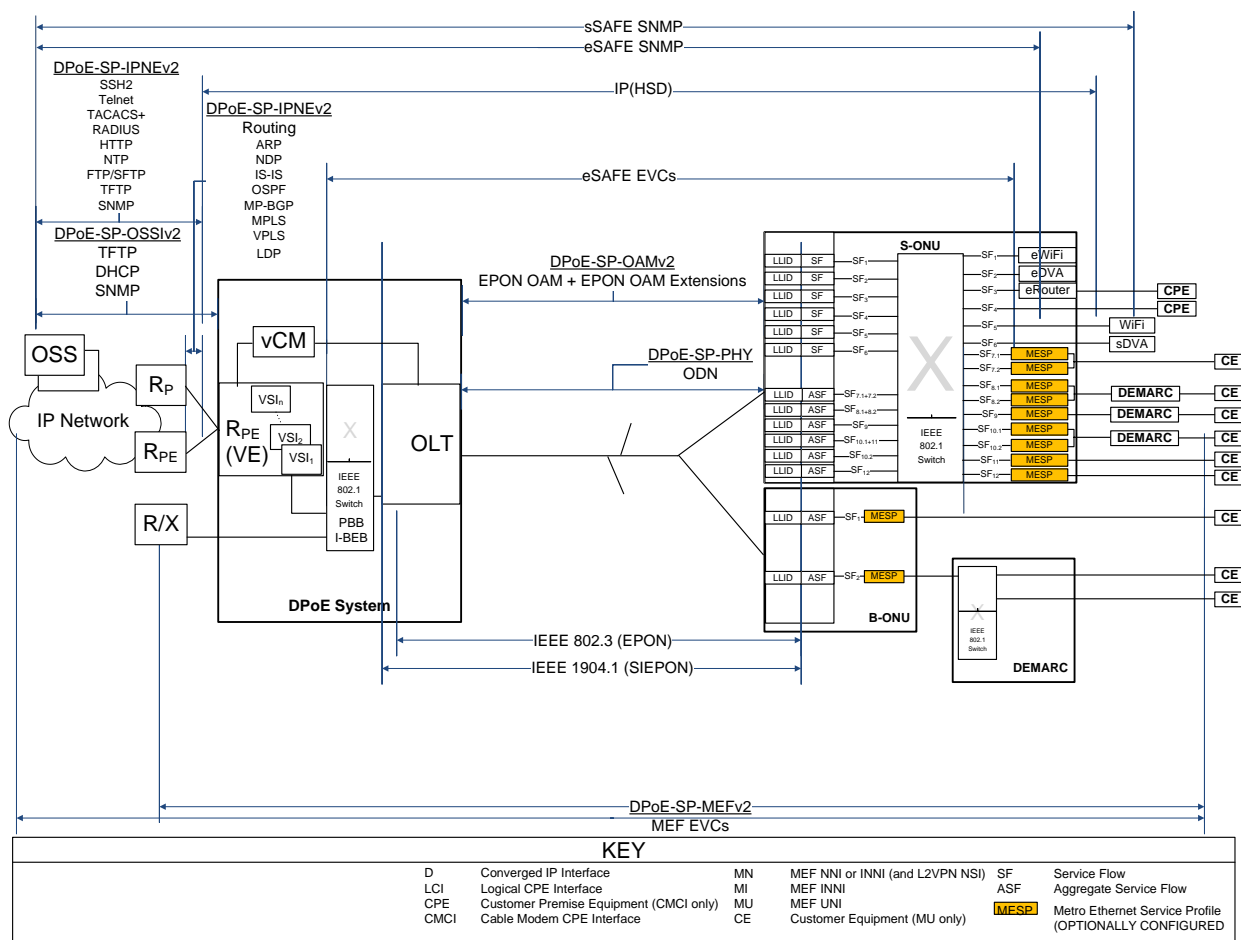 sSAFE SNMP
eSAFE SNMP
DPoE-SP-IPNEv2
SSH2
Telnet
TACACS+
RADIUS
HTTP
NTP
FTP/SFTP
TFTP
SNMP
DPoE-SP-OSSIv2
TFTP
DHCP
SNMP
IP(HSD)
DPoE-SP-IPNEv2
Routing
ARP
NDP
IS-IS
OSPF
MP-BGP
MPLS
VPLS
LDP
eSAFE EVCs
DPoE-SP-OAMv2
EPON OAM + EPON OAM Extensions
DPoE-SP-PHY
ODN
OSS
IP Network
RP
RPE
R/X
vCM
RPE
(VE)
VSIn
VSI2
VSI1
X
IEEE
802.1
Switch
PBB
I-BEB
OLT
DPoE System
S-ONU
LLID SF SF1
LLID SF SF2
LLID SF SF3
LLID SF SF4
LLID SF SF5
LLID SF SF6
LLID ASF SF7.1+7.2
LLID ASF SF8.1+8.2
LLID ASF SF9
LLID ASF SF10.1+11
LLID ASF SF10.2
LLID ASF SF12
X
IEEE
802.1
Switch
SF1 eWiFi
SF2 eDVA
SF3 eRouter CPE
SF4 CPE
SF5 WiFi
SF6 sDVA
SF7.1 MESP
CE
SF7.2 MESP
SF8.1 MESP
DEMARC CE
SF8.2 MESP
SF9 MESP DEMARC CE
SF10.1 MESP
DEMARC CE
SF10.2 MESP
SF11 MESP CE
SF12 MESP CE
LLID ASF SF1 MESP CE
LLID ASF SF2 MESP CE
CE
B-ONU
X
IEEE
802.1
Switch
DEMARC
IEEE 802.3 (EPON)
IEEE 1904.1 (SIEPON)
DPoE-SP-MEFv2
MEF EVCs
KEY
D Converged IP Interface
LCI Logical CPE Interface
CPE Customer Premise Equipment (CMCI only)
CMCI Cable Modem CPE Interface
MN MEF NNI or INNI (and L2VPN NSI)
MI MEF INNI
MU MEF UNI
CE Customer Equipment (MU only)
SF Service Flow
ASF Aggregate Service Flow
MESP Metro Ethernet Service Profile
(OPTIONALLY CONFIGURED